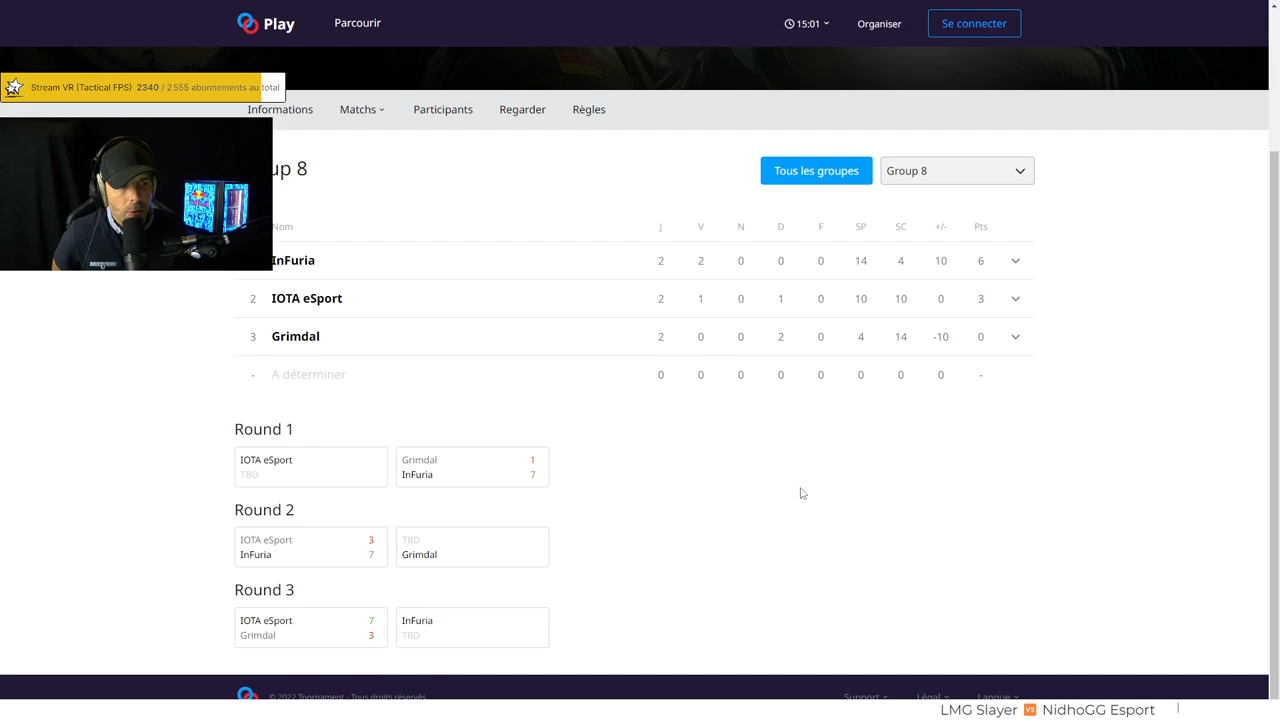 Play Parcourir 15:01 Organiser Se connecter
Stream VR (Tactical FPS) 2340 / 2555 abonnements au total
Informations Matchs Participants Regarder Règles
up 8 Tous les groupes Group 8
Nom J V N D F SP SC +/- Pts
InFuria 2 2 0 0 0 14 4 10 6
2 IOTA eSport 2 1 0 1 0 10 10 0 3
3 Grimdal 2 0 0 2 0 4 14 -10 0
- A déterminer 0 0 0 0 0 0 0 0 -
Round 1
IOTA eSport
TBD
Grimdal 1
InFuria 7
Round 2
IOTA eSport 3
InFuria 7
TBD
Grimdal
Round 3
IOTA eSport 7
Grimdal 3
InFuria
TBD
© 2022 Toornament - Tous droits réservés Support Légal Langue
LMG Slayer VS NidhoGG Esport